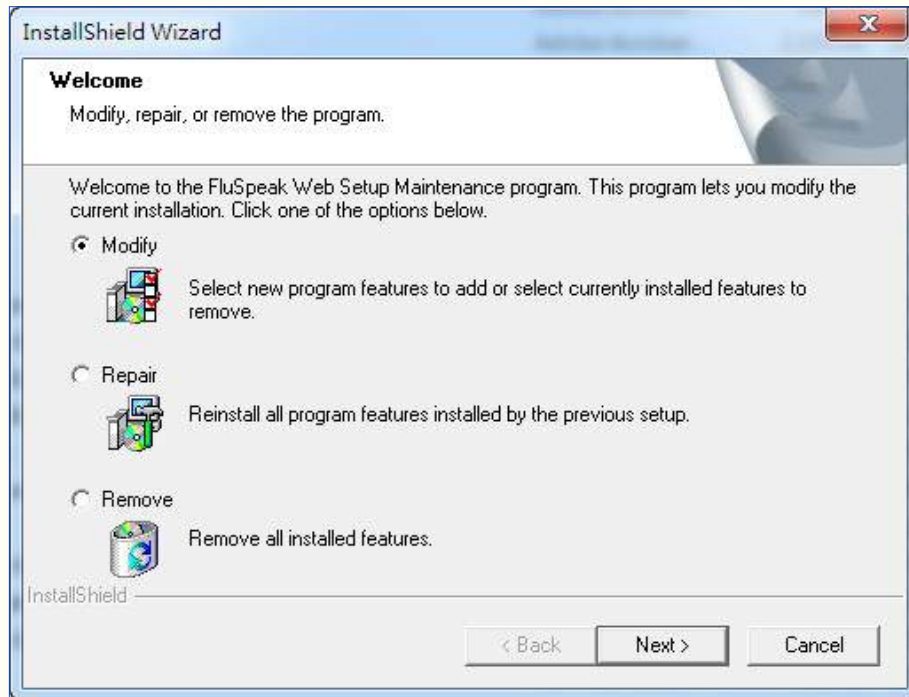 InstallShield Wizard
Welcome
Modify, repair, or remove the program.
Welcome to the FluSpeak Web Setup Maintenance program. This program lets you modify the
current installation. Click one of the options below.
Modify
Select new program features to add or select currently installed features to
remove.
Repair
Reinstall all program features installed by the previous setup.
Remove
Remove all installed features.
InstallShield
< Back
Next >
Cancel